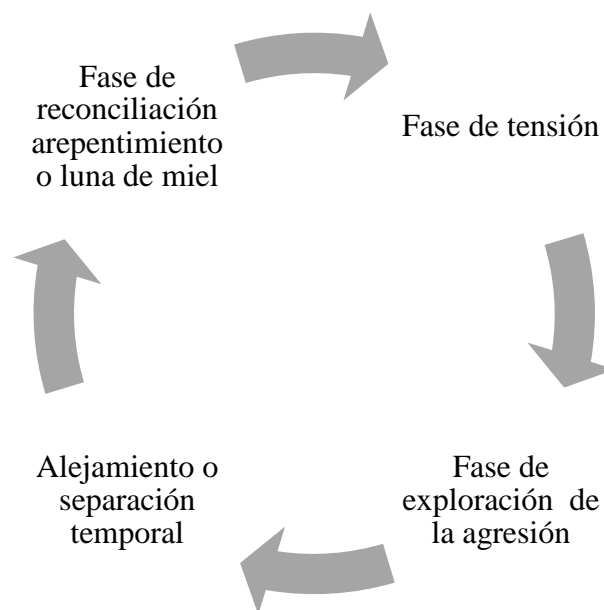 Fase de
reconciliación
arepentimiento
o luna de miel
Fase de tensión
Fase de
exploración de
la agresión
Alejamiento o
separación
temporal